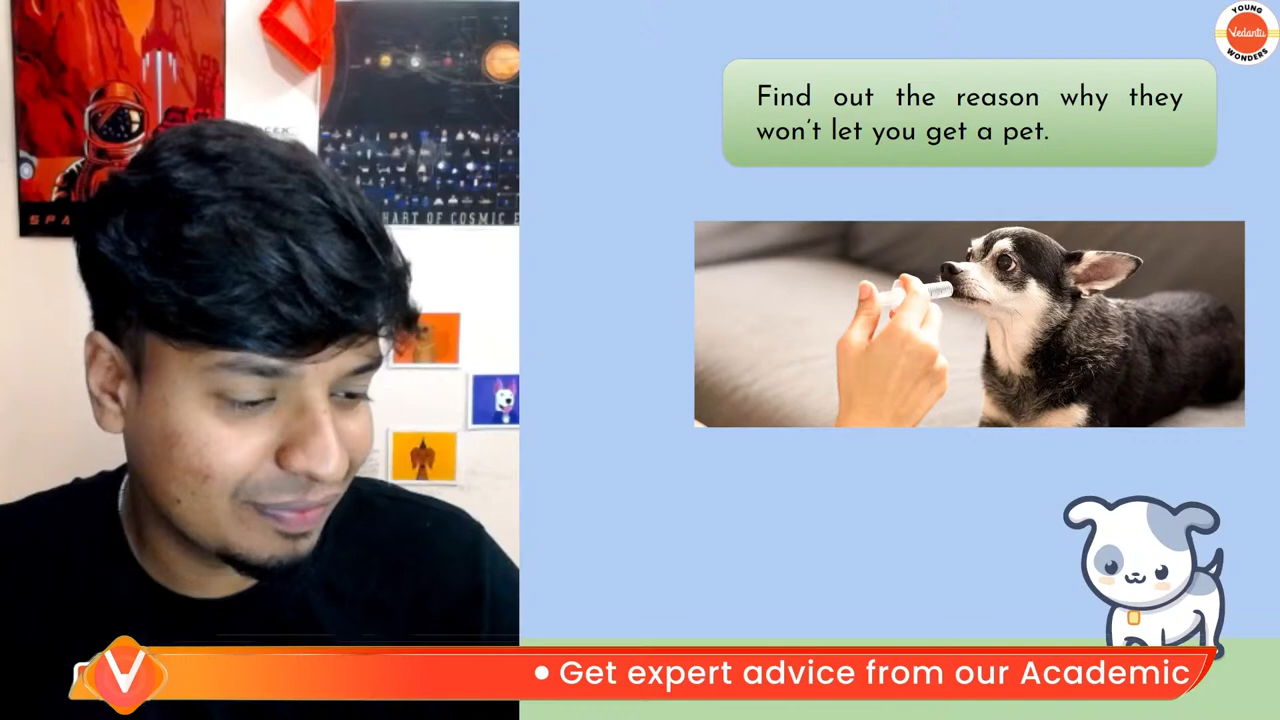 YOUNG
Vedantu
WONDERS
Find out the reason why they
won't let you get a pet.
SPA
HART OF COSMIC E
V
• Get expert advice from our Academic